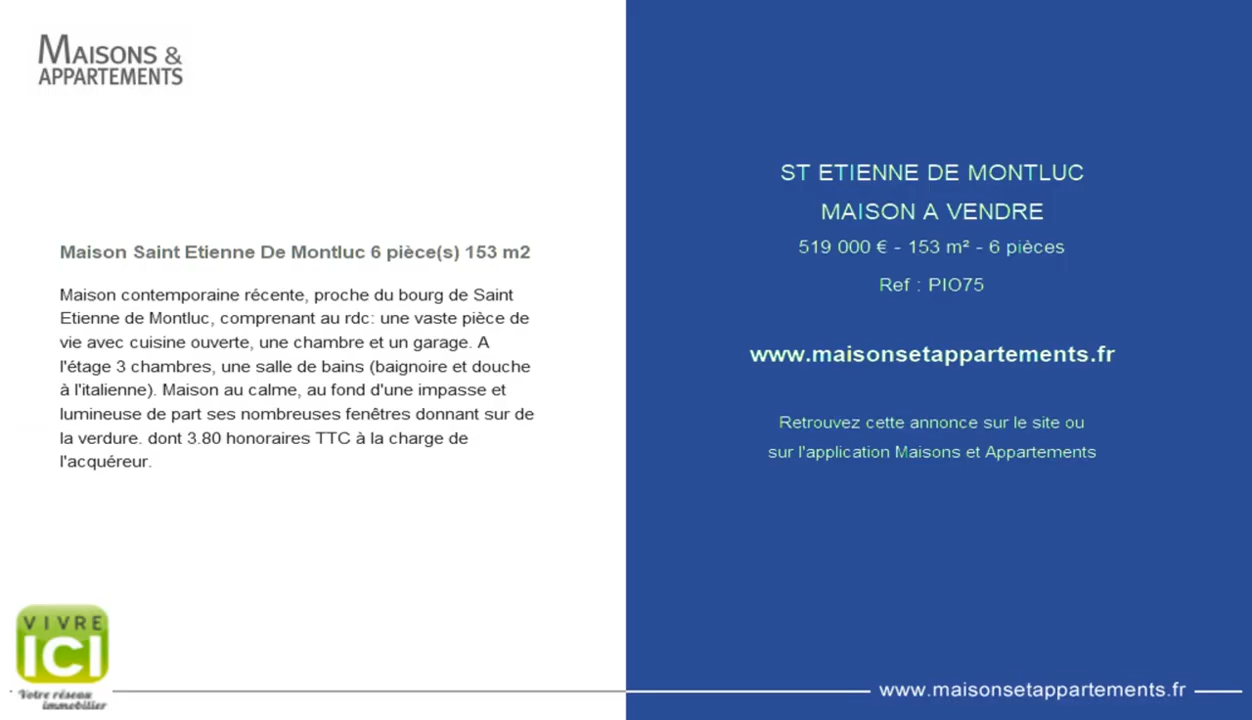 MAISONS &
APPARTEMENTS
Maison Saint Etienne De Montluc 6 pièce(s) 153 m2
Maison contemporaine récente, proche du bourg de Saint
Etienne de Montluc, comprenant au rdc: une vaste pièce de
vie avec cuisine ouverte, une chambre et un garage. A
l'étage 3 chambres, une salle de bains (baignoire et douche
à l'italienne). Maison au calme, au fond d'une impasse et
lumineuse de part ses nombreuses fenêtres donnant sur de
la verdure. dont 3.80 honoraires TTC à la charge de
l'acquéreur.
VIVRE
ICI
Votre réseau
immobilier
ST ETIENNE DE MONTLUC
MAISON A VENDRE
519 000 € - 153 m² - 6 pièces
Ref : PIO75
www.maisonsetappartements.fr
Retrouvez cette annonce sur le site ou
sur l'application Maisons et Appartements
www.maisonsetappartements.fr